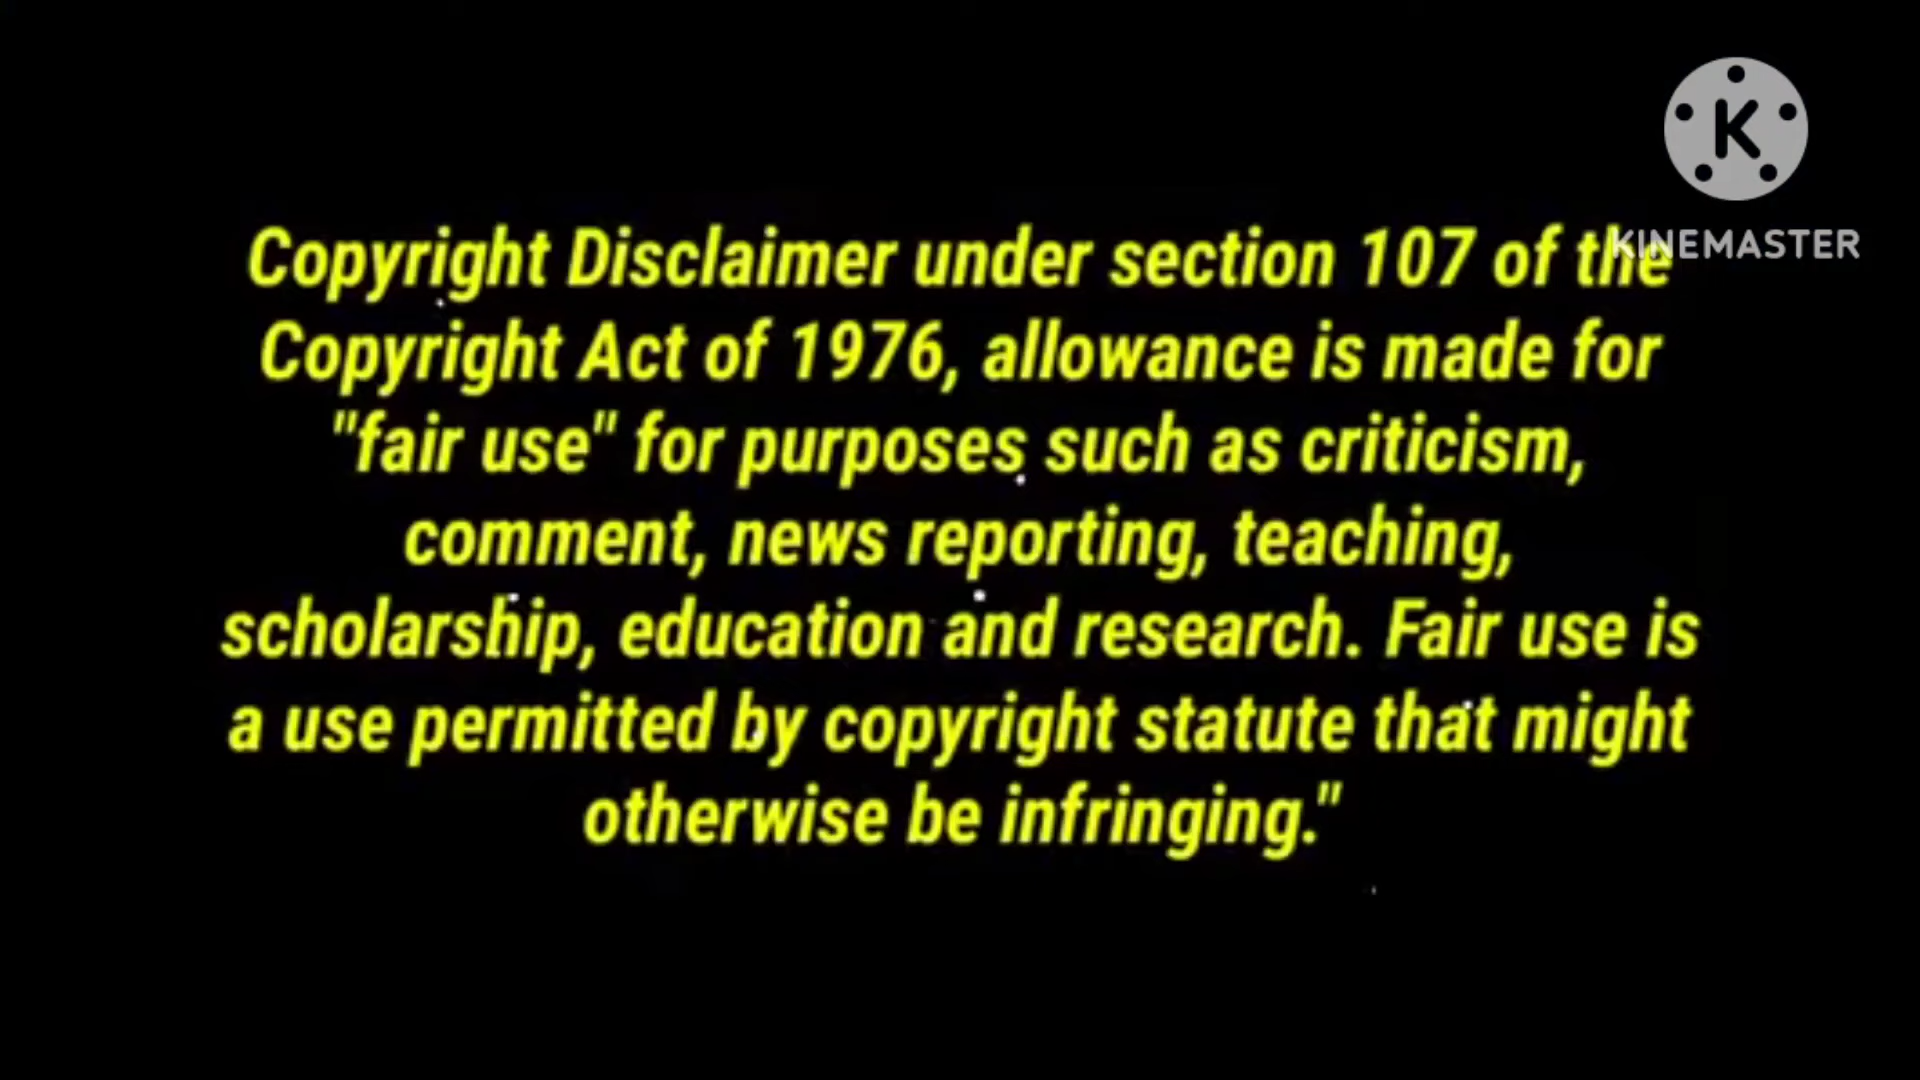 K
KINEMASTER
Copyright Disclaimer under section 107 of the
Copyright Act of 1976, allowance is made for
"fair use" for purposes such as criticism,
comment, news reporting, teaching,
scholarship, education and research. Fair use is
a use permitted by copyright statute that might
otherwise be infringing."